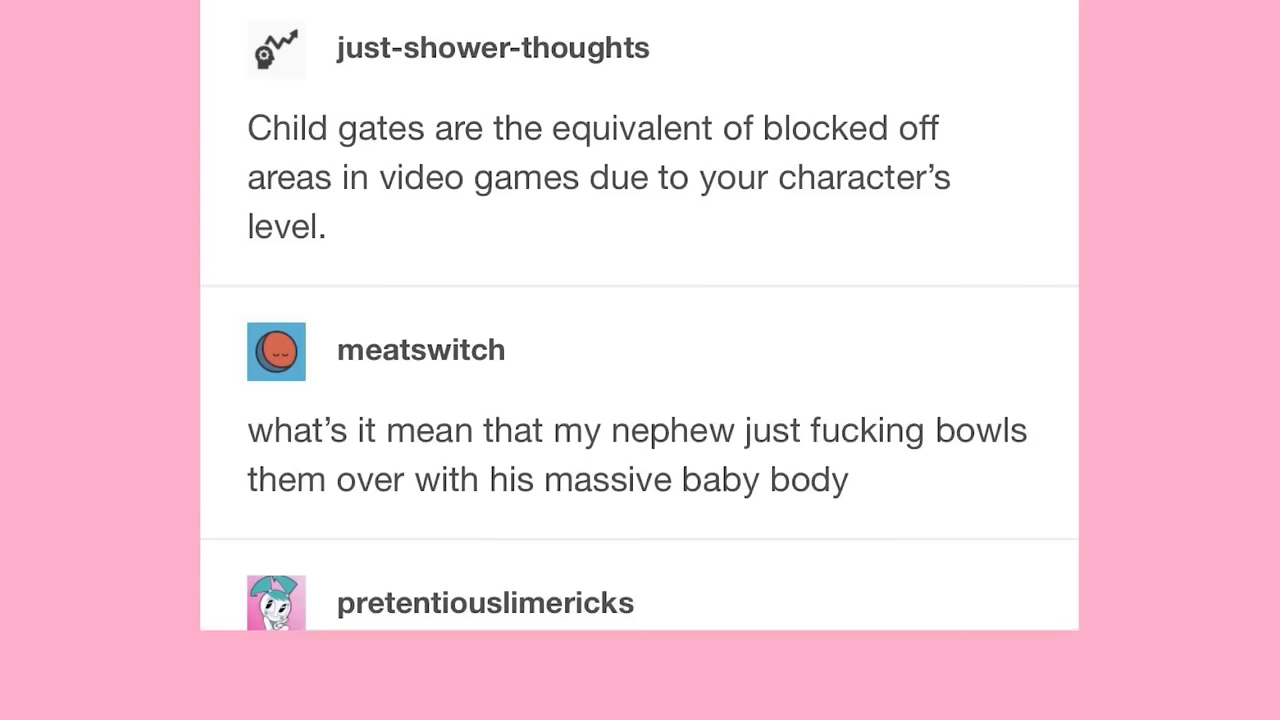 just-shower-thoughts
Child gates are the equivalent of blocked off
areas in video games due to your character’s
level.
meatswitch
what’s it mean that my nephew just fucking bowls
them over with his massive baby body
pretentiouslimericks